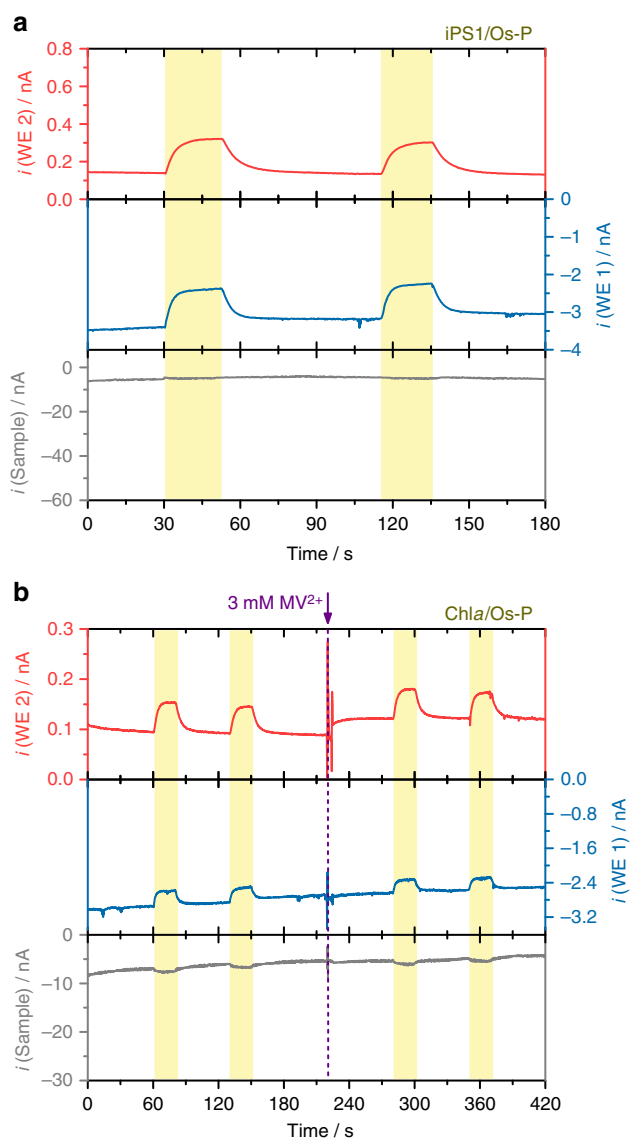 a
iPS1/Os-P
0.8
0.6
0.4
0.2
0.0
i (WE 2) / nA
0
−1
−2
−3
−4
i (WE 1) / nA
0
−20
−40
−60
i (Sample) / nA
0 30 60 90 120 150 180
Time / s
b
3 mM MV²⁺
Chla/Os-P
0.3
0.2
0.1
0.0
i (WE 2) / nA
0.0
−0.8
−1.6
−2.4
−3.2
i (WE 1) / nA
0
−10
−20
−30
i (Sample) / nA
0 60 120 180 240 300 360 420
Time / s